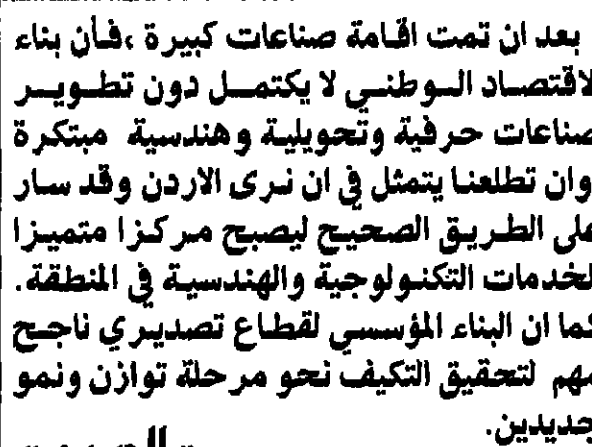 بعد ان تمت اقامة صناعات كبيرة ،فأن بناء
لاقتصاد الوطني لا يكتمل دون تطوير
صناعات حرفية وتحويلية وهندسية مبتكرة
وان تطلعنا يتمثل في ان نرى الاردن وقد سار
على الطريق الصحيح ليصبح مركزا متميزا
لخدمات التكنولوجية والهندسية في المنطقة.
كما ان البناء المؤسسي لقطاع تصديري ناجح
مهم لتحقيق التكيف نحو مرحلة توازن ونمو
جديدين.